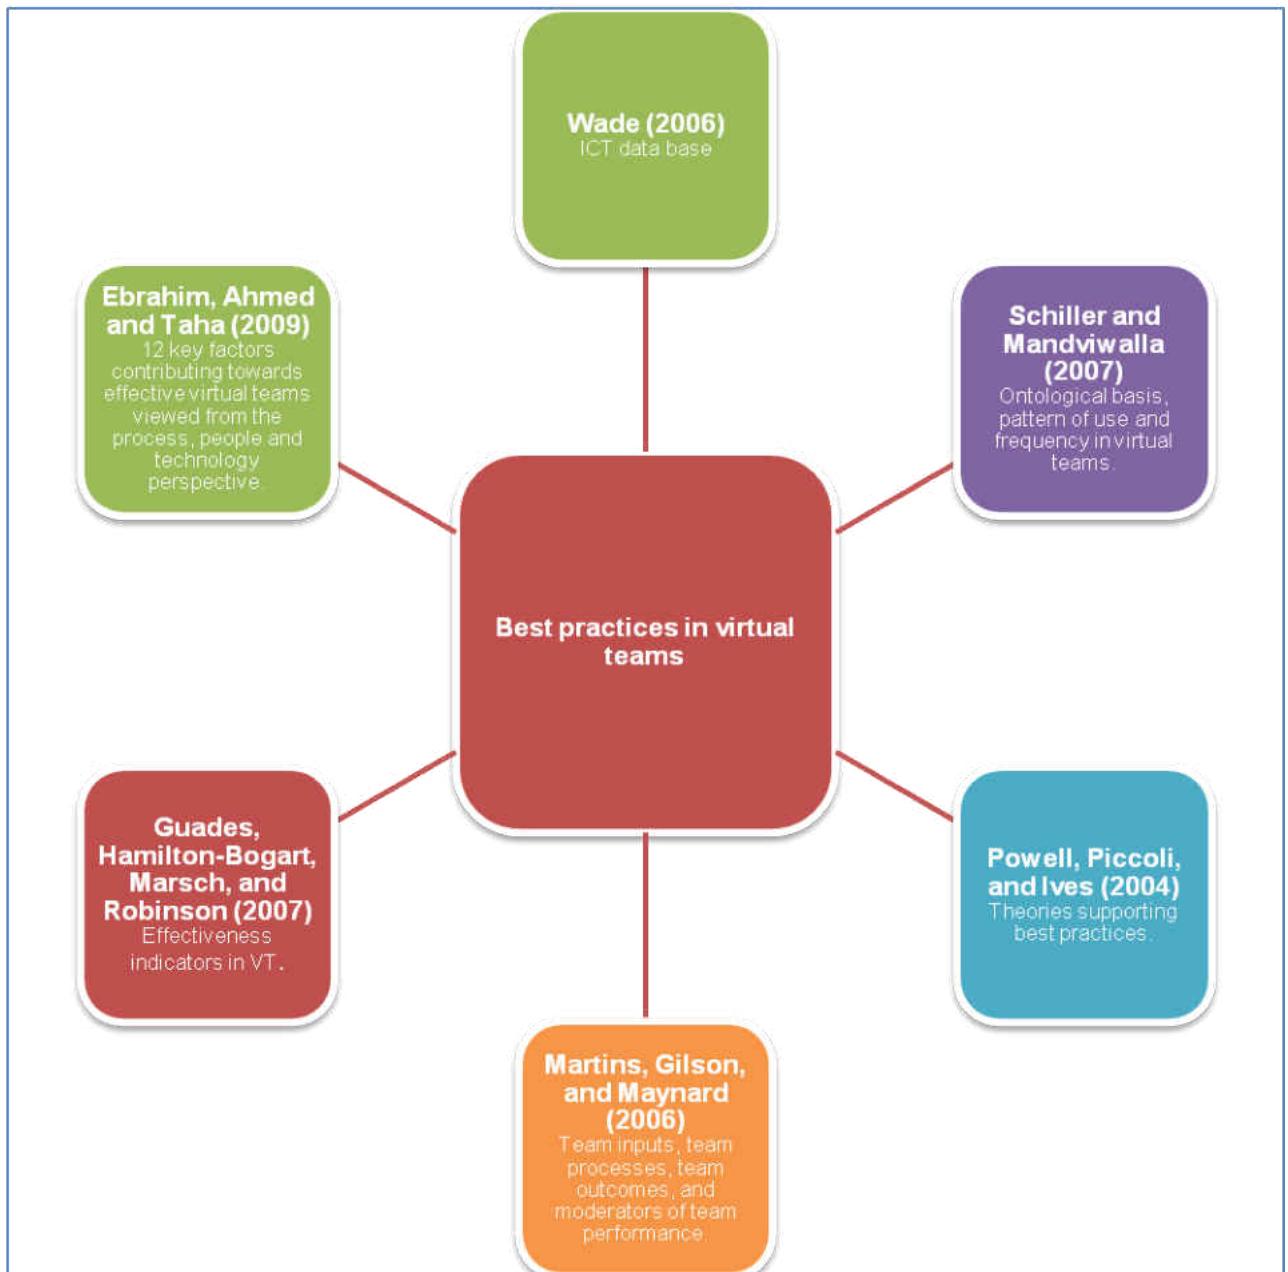 Wade (2006)
ICT data base
Ebrahim, Ahmed
and Taha (2009)
12 key factors
contributing towards
effective virtual teams
viewed from the
process, people and
technology
perspective.
Schiller and
Mandviwalla
(2007)
Ontological basis,
pattern of use and
frequency in virtual
teams.
Best practices in virtual
teams
Guades,
Hamilton-Bogart,
Marsch, and
Robinson (2007)
Effectiveness
indicators in VT.
Powell, Piccoli,
and Ives (2004)
Theories supporting
best practices.
Martins, Gilson,
and Maynard
(2006)
Team inputs, team
processes, team
outcomes, and
moderators of team
performance.